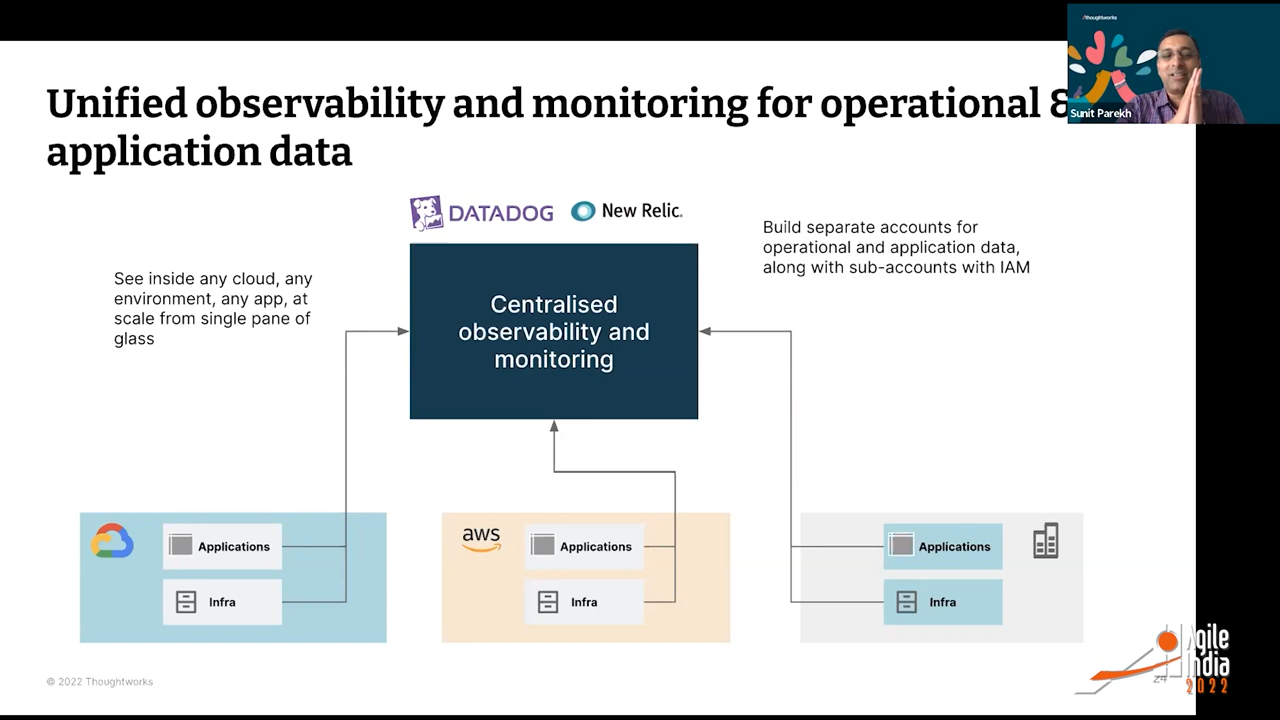 /thoughtworks
Sunit Parekh
Unified observability and monitoring for operational &
application data
DATADOG
New Relic.
See inside any cloud, any
environment, any app, at
scale from single pane of
glass
Centralised
observability and
monitoring
Build separate accounts for
operational and application data,
along with sub-accounts with IAM
Applications
Infra
aws
Applications
Infra
Applications
Infra
© 2022 Thoughtworks
24
Agile
India
2022